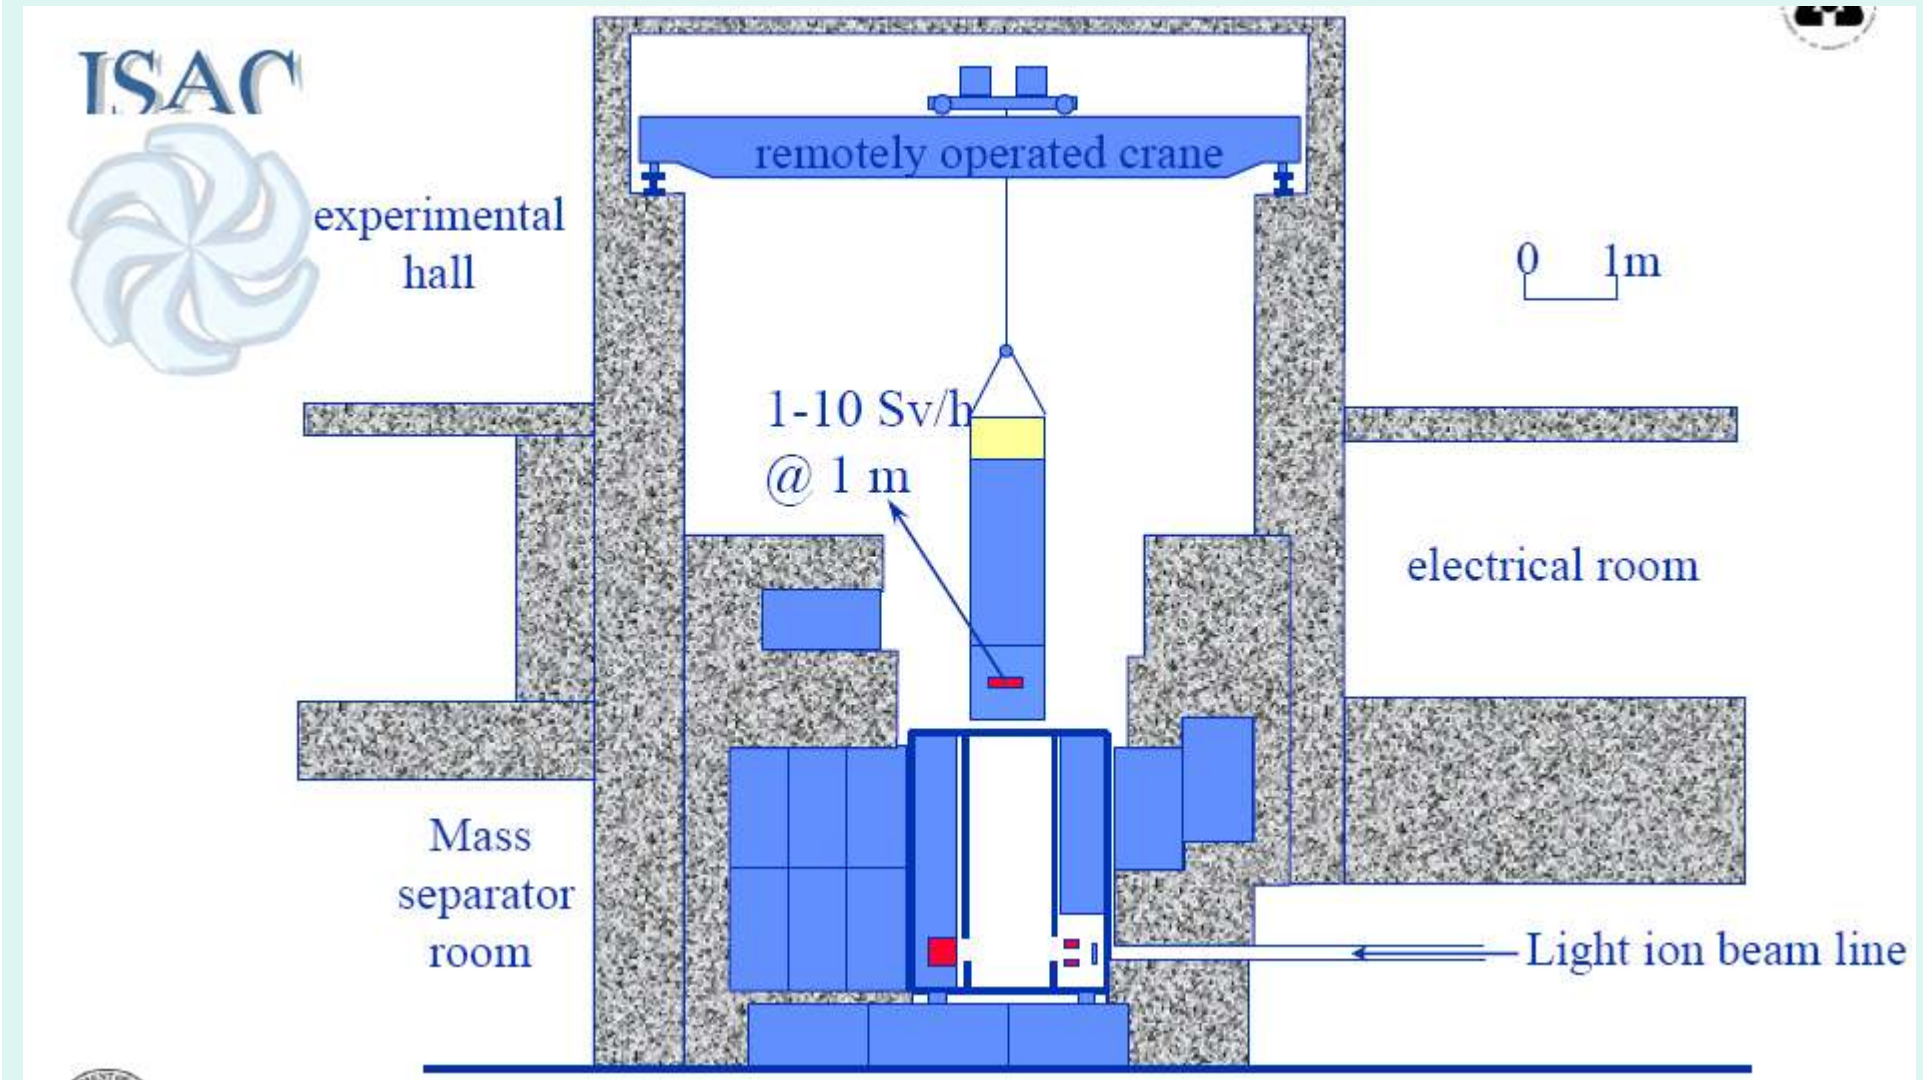 ISAC
remotely operated crane
experimental
hall
0 1m
1-10 Sv/h
@ 1 m
electrical room
Mass
separator
room
Light ion beam line